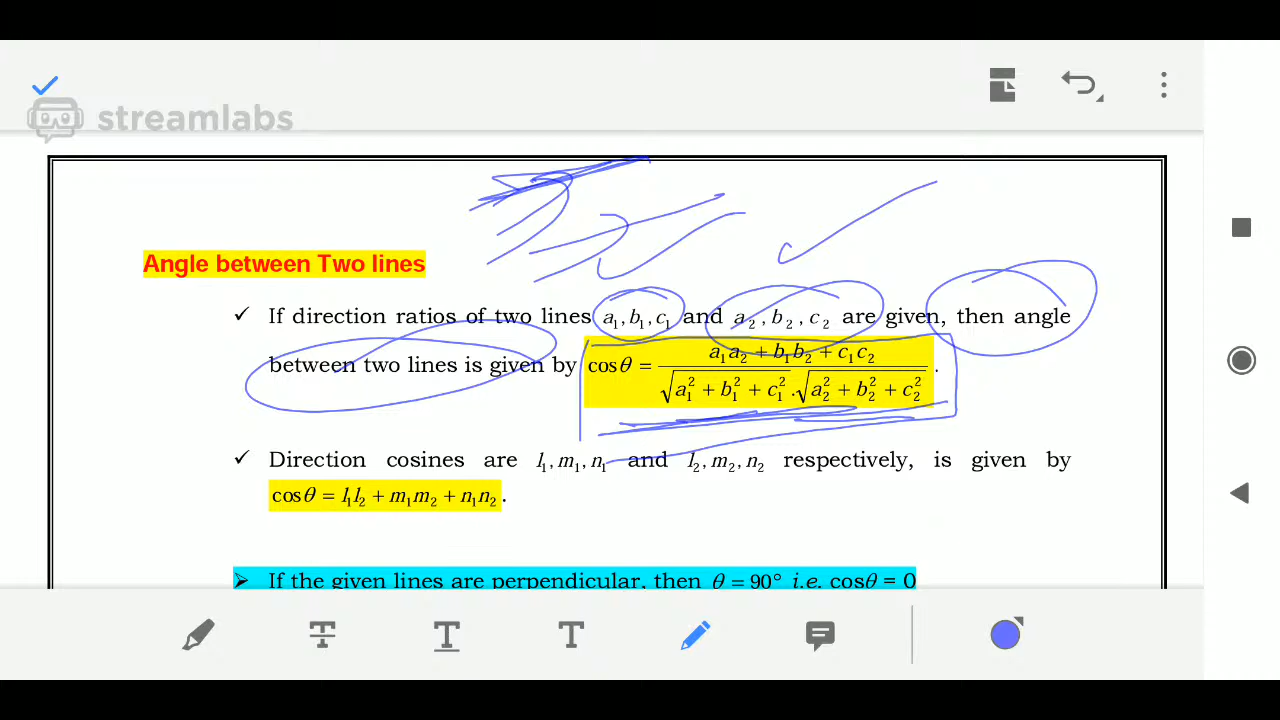 streamlabs
Angle between Two lines
✓ If direction ratios of two lines a₁, b₁, c₁ and a₂, b₂, c₂ are given, then angle
between two lines is given by cosθ = (a₁a₂ + b₁b₂ + c₁c₂) / (√(a₁² + b₁² + c₁²) . √(a₂² + b₂² + c₂²)) .
✓ Direction cosines are l₁, m₁, n₁ and l₂, m₂, n₂ respectively, is given by
cosθ = l₁l₂ + m₁m₂ + n₁n₂ .
➢ If the given lines are perpendicular, then θ = 90° i.e. cosθ = 0
T T T